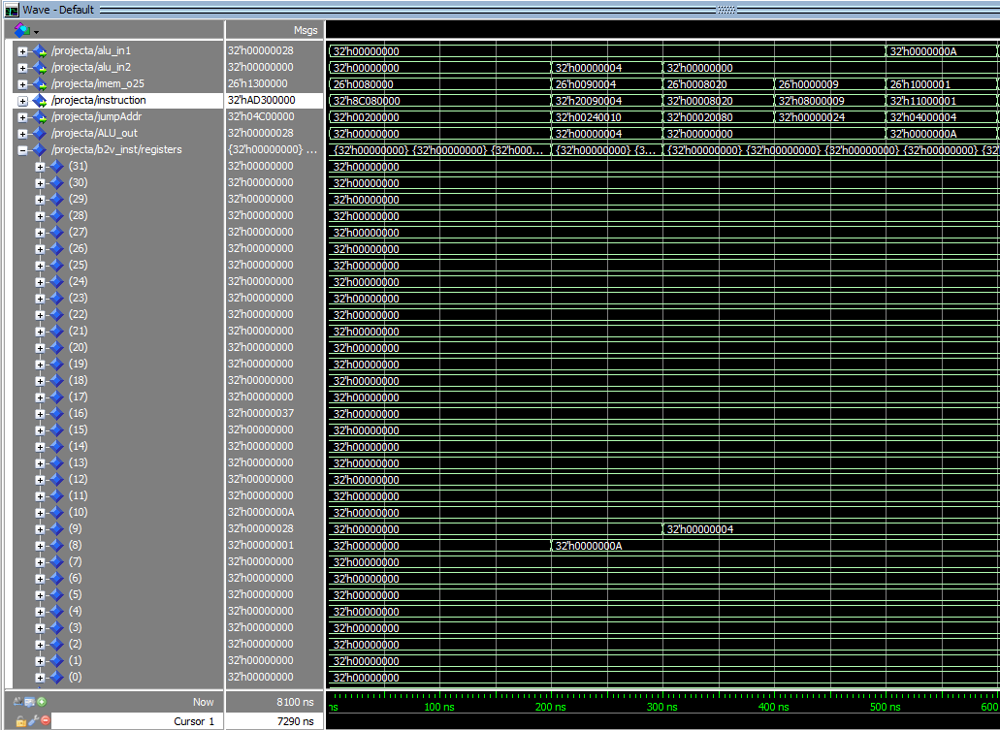 Wave - Default
Msgs
/projecta/alu_in1 32'h00000028 32'h00000000 32'h0000000A
/projecta/alu_in2 32'h00000000 32'h00000000 32'h00000004 32'h00000000
/projecta/imem_o25 26'h1300000 26'h0080000 26'h0090004 26'h0008020 26'h0000009 26'h1000001
/projecta/instruction 32'hAD300000 32'h8C080000 32'h20090004 32'h00008020 32'h08000009 32'h11000001
/projecta/jumpAddr 32'h04C00000 32'h00200000 32'h00240010 32'h00020080 32'h00000024 32'h04000004
/projecta/ALU_out 32'h00000028 32'h00000000 32'h00000004 32'h00000000 32'h0000000A
/projecta/b2v_inst/registers {32'h00000000} ... {32'h00000000} {32'h00000000} {32'h000... {32'h00000000} {3... {32'h00000000} {32'h00000000} {32'h00000000} {32'h00000000} {32'
(31) 32'h00000000 32'h00000000
(30) 32'h00000000 32'h00000000
(29) 32'h00000000 32'h00000000
(28) 32'h00000000 32'h00000000
(27) 32'h00000000 32'h00000000
(26) 32'h00000000 32'h00000000
(25) 32'h00000000 32'h00000000
(24) 32'h00000000 32'h00000000
(23) 32'h00000000 32'h00000000
(22) 32'h00000000 32'h00000000
(21) 32'h00000000 32'h00000000
(20) 32'h00000000 32'h00000000
(19) 32'h00000000 32'h00000000
(18) 32'h00000000 32'h00000000
(17) 32'h00000000 32'h00000000
(16) 32'h00000037 32'h00000000
(15) 32'h00000000 32'h00000000
(14) 32'h00000000 32'h00000000
(13) 32'h00000000 32'h00000000
(12) 32'h00000000 32'h00000000
(11) 32'h00000000 32'h00000000
(10) 32'h0000000A 32'h00000000
(9) 32'h00000028 32'h00000000 32'h00000004
(8) 32'h00000001 32'h00000000 32'h0000000A
(7) 32'h00000000 32'h00000000
(6) 32'h00000000 32'h00000000
(5) 32'h00000000 32'h00000000
(4) 32'h00000000 32'h00000000
(3) 32'h00000000 32'h00000000
(2) 32'h00000000 32'h00000000
(1) 32'h00000000 32'h00000000
(0) 32'h00000000 32'h00000000
Now 8100 ns ns 100 ns 200 ns 300 ns 400 ns 500 ns 600
Cursor 1 7290 ns